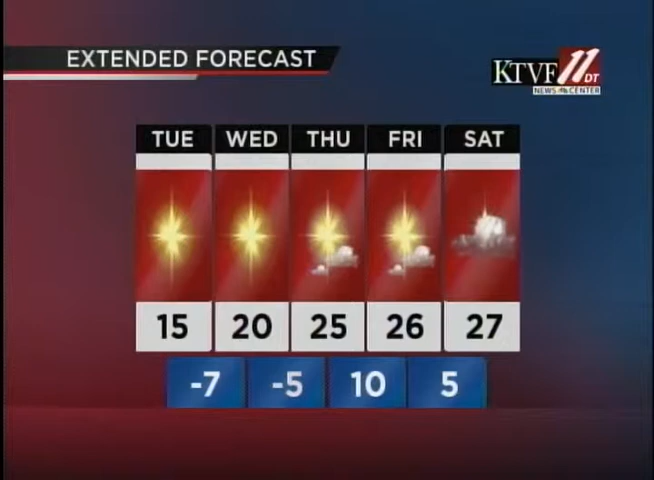 EXTENDED FORECAST
KTVF 11 DT
NEWS CENTER
TUE WED THU FRI SAT
15 20 25 26 27
-7 -5 10 5